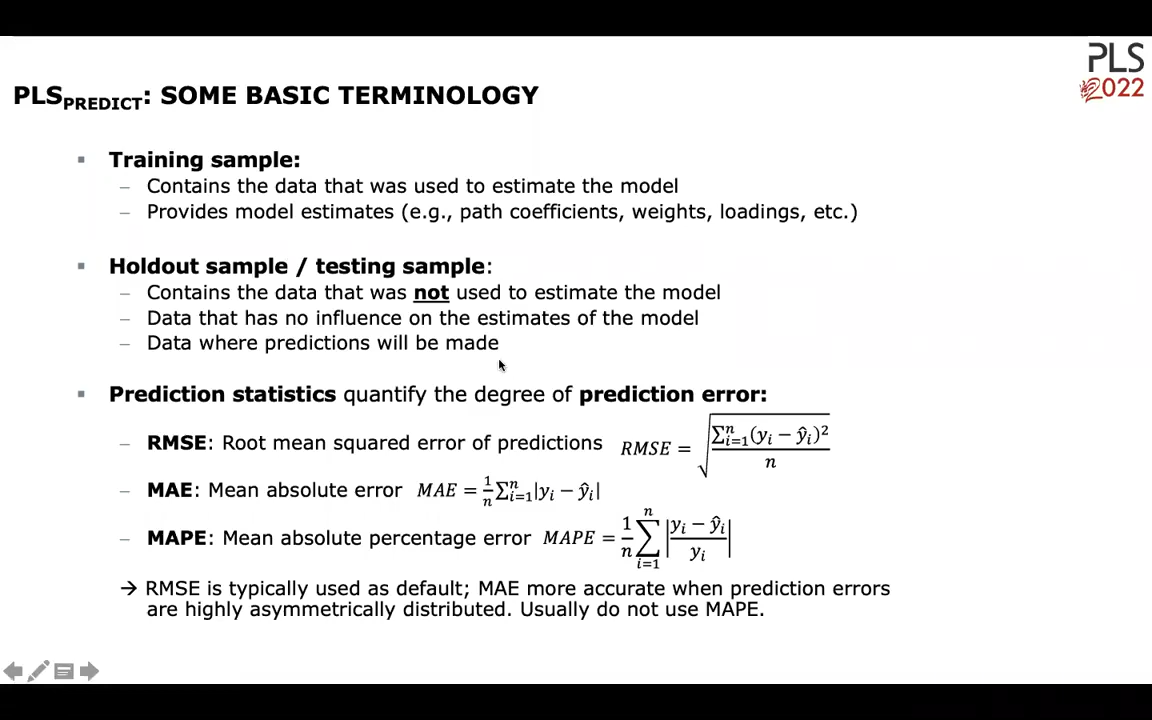 PLS
2022
PLSPREDICT: SOME BASIC TERMINOLOGY
▪ Training sample:
– Contains the data that was used to estimate the model
– Provides model estimates (e.g., path coefficients, weights, loadings, etc.)
▪ Holdout sample / testing sample:
– Contains the data that was not used to estimate the model
– Data that has no influence on the estimates of the model
– Data where predictions will be made
▪ Prediction statistics quantify the degree of prediction error:
– RMSE: Root mean squared error of predictions RMSE = √(∑ⁿᵢ₌₁(yᵢ − ŷᵢ)² / n)
– MAE: Mean absolute error MAE = 1/n ∑ⁿᵢ₌₁|yᵢ − ŷᵢ|
– MAPE: Mean absolute percentage error MAPE = 1/n ∑ⁿᵢ₌₁ |(yᵢ − ŷᵢ) / yᵢ|
→ RMSE is typically used as default; MAE more accurate when prediction errors
are highly asymmetrically distributed. Usually do not use MAPE.